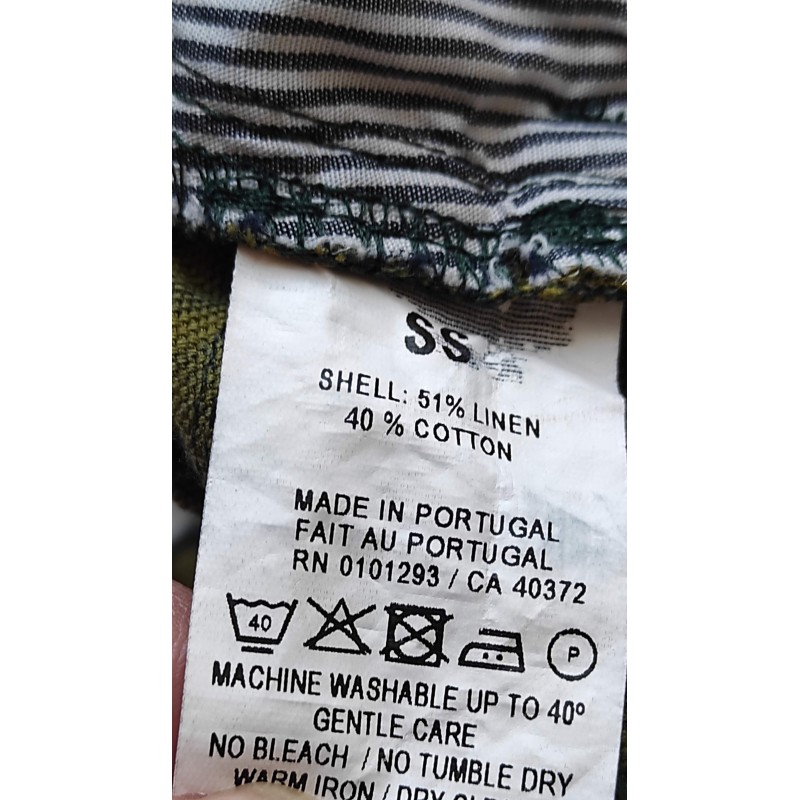 SS
SHELL: 51% LINEN
40 % COTTON
MADE IN PORTUGAL
FAIT AU PORTUGAL
RN 0101293 / CA 40372
40 P
MACHINE WASHABLE UP TO 40º
GENTLE CARE
NO BLEACH / NO TUMBLE DRY
WARM IRON / DRY